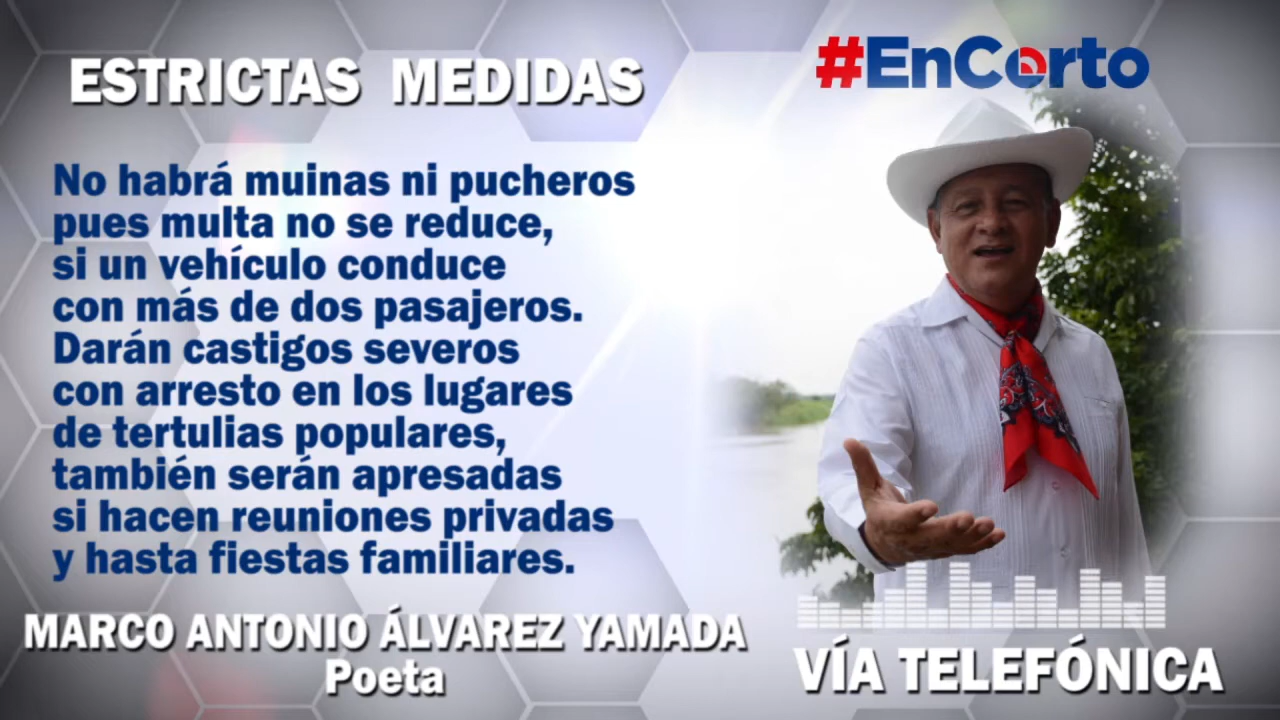 ESTRICTAS MEDIDAS
#EnCorto
No habrá muinas ni pucheros
pues multa no se reduce,
si un vehículo conduce
con más de dos pasajeros.
Darán castigos severos
con arresto en los lugares
de tertulias populares,
también serán apresadas
si hacen reuniones privadas
y hasta fiestas familiares.
MARCO ANTONIO ÁLVAREZ YAMADA
Poeta
VÍA TELEFÓNICA